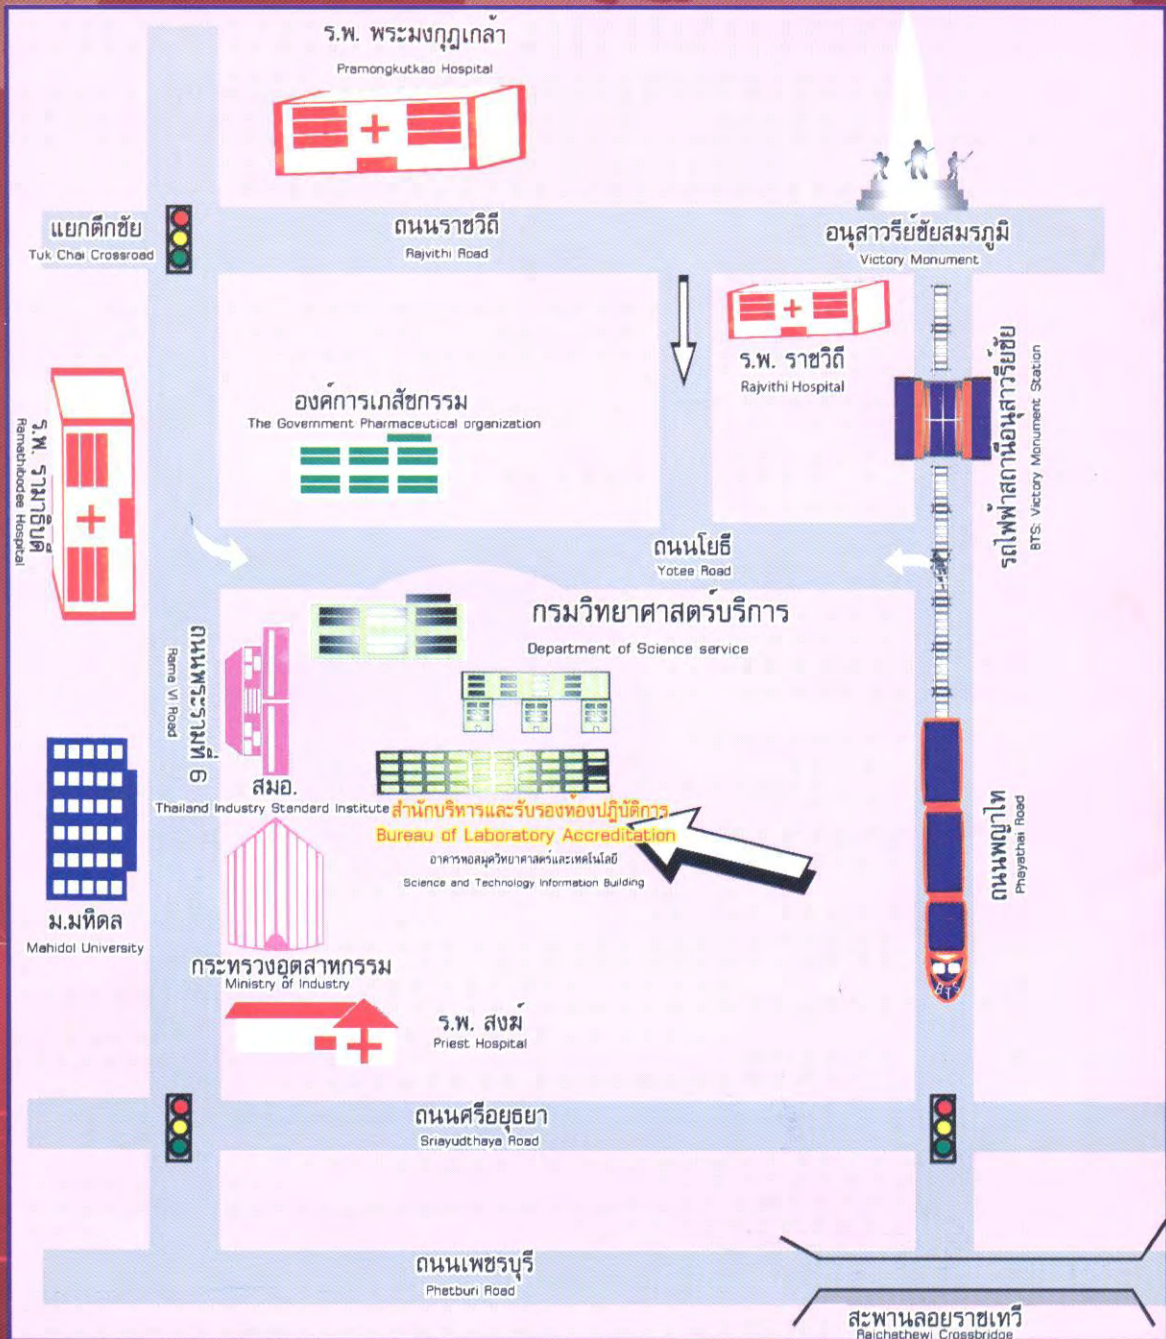 ร.พ. พระมงกุฎเกล้า
Pramongkutkao Hospital
แยกตึกชัย
Tuk Chai Crossroad
ถนนราชวิถี
Rajvithi Road
อนุสาวรีย์ชัยสมรภูมิ
Victory Monument
ร.พ. ราชวิถี
Rajvithi Hospital
องค์การเภสัชกรรม
The Government Pharmaceutical organization
รถไฟฟ้าสถานีอนุสาวรีย์ชัย
BTS: Victory Monument Station
ร.พ. รามาธิบดี
Ramathibodee Hospital
ถนนโยธี
Yotee Road
กรมวิทยาศาสตร์บริการ
Department of Science service
ถนนพระรามที่ 6
Rama VI Road
สมอ.
Thailand Industry Standard Institute
สำนักบริหารและรับรองห้องปฏิบัติการ
Bureau of Laboratory Accreditation
อาคารหอสมุดวิทยาศาสตร์และเทคโนโลยี
Science and Technology Information Building
ถนนพญาไท
Phayathai Road
ม.มหิดล
Mahidol University
กระทรวงอุตสาหกรรม
Ministry of Industry
BTS
ร.พ. สงฆ์
Priest Hospital
ถนนศรีอยุธยา
Sriayudthaya Road
ถนนเพชรบุรี
Phetburi Road
สะพานลอยราชเทวี
Rajchathewi Crossbridge